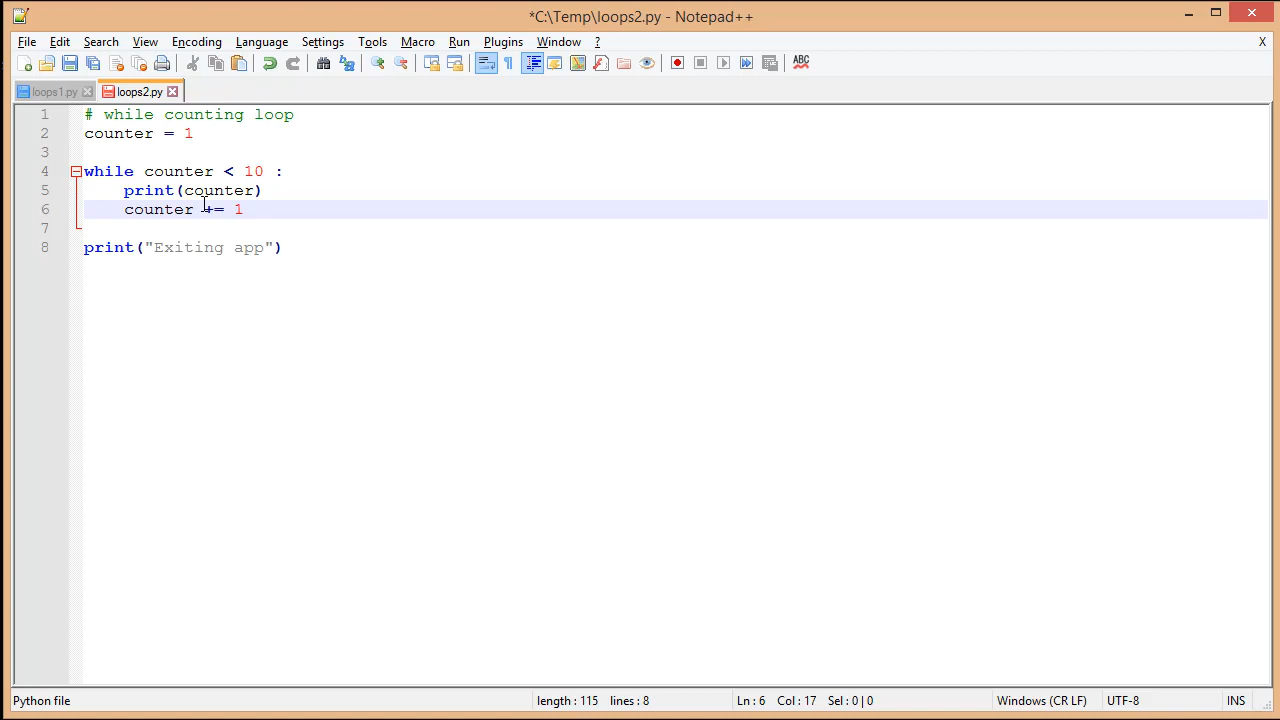 *C:\Temp\loops2.py - Notepad++
File Edit Search View Encoding Language Settings Tools Macro Run Plugins Window ? X
ABC
loops1.py loops2.py
1 # while counting loop
2 counter = 1
3
4 while counter < 10 :
5 print(counter)
6 counter += 1
7
8 print("Exiting app")
Python file length : 115 lines : 8 Ln : 6 Col : 17 Sel : 0 | 0 Windows (CR LF) UTF-8 INS